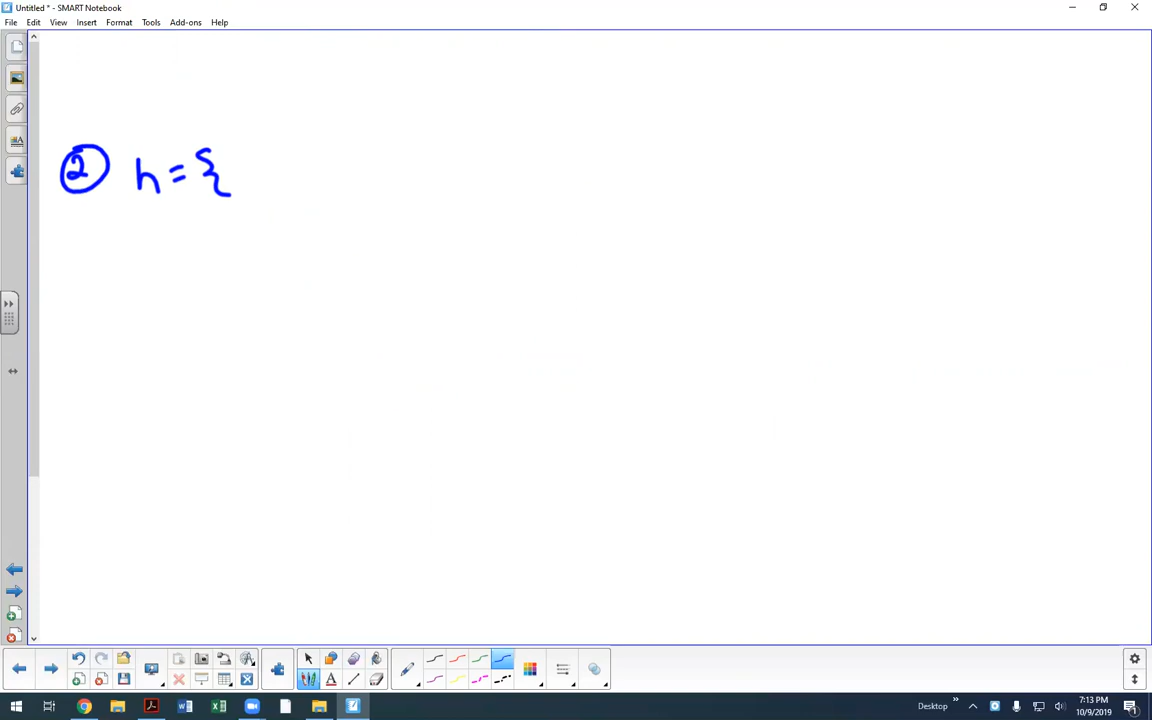 Untitled * - SMART Notebook
File Edit View Insert Format Tools Add-ons Help
② h = {
Desktop
7:13 PM
10/9/2019